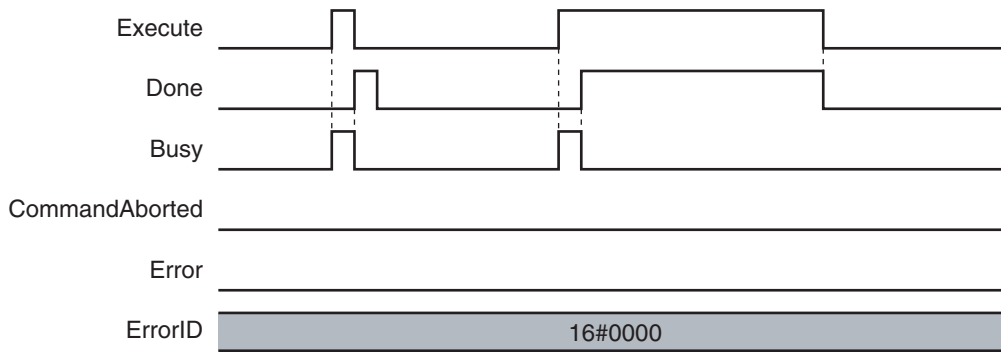 Execute
Done
Busy
CommandAborted
Error
ErrorID 16#0000